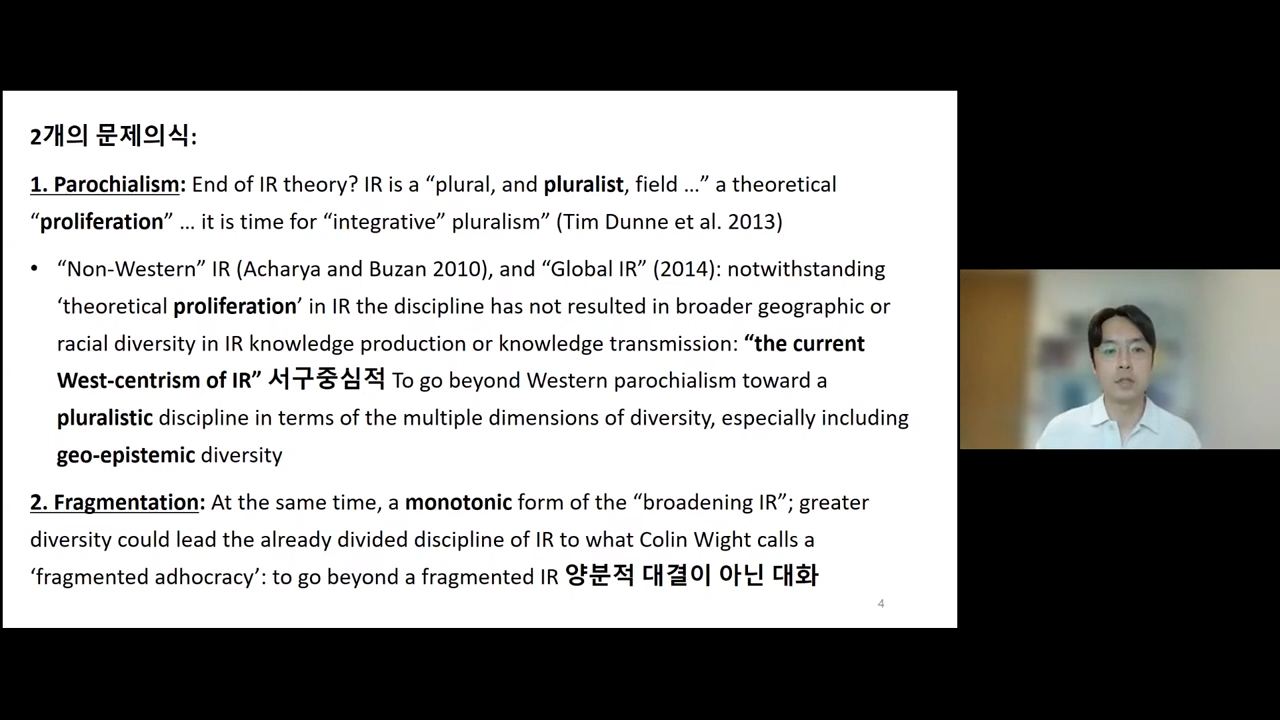 2개의 문제의식:
1. Parochialism: End of IR theory? IR is a “plural, and pluralist, field …” a theoretical
“proliferation” … it is time for “integrative” pluralism” (Tim Dunne et al. 2013)
• “Non-Western” IR (Acharya and Buzan 2010), and “Global IR” (2014): notwithstanding
‘theoretical proliferation’ in IR the discipline has not resulted in broader geographic or
racial diversity in IR knowledge production or knowledge transmission: “the current
West-centrism of IR” 서구중심적 To go beyond Western parochialism toward a
pluralistic discipline in terms of the multiple dimensions of diversity, especially including
geo-epistemic diversity
2. Fragmentation: At the same time, a monotonic form of the “broadening IR”; greater
diversity could lead the already divided discipline of IR to what Colin Wight calls a
‘fragmented adhocracy’: to go beyond a fragmented IR 양분적 대결이 아닌 대화
4